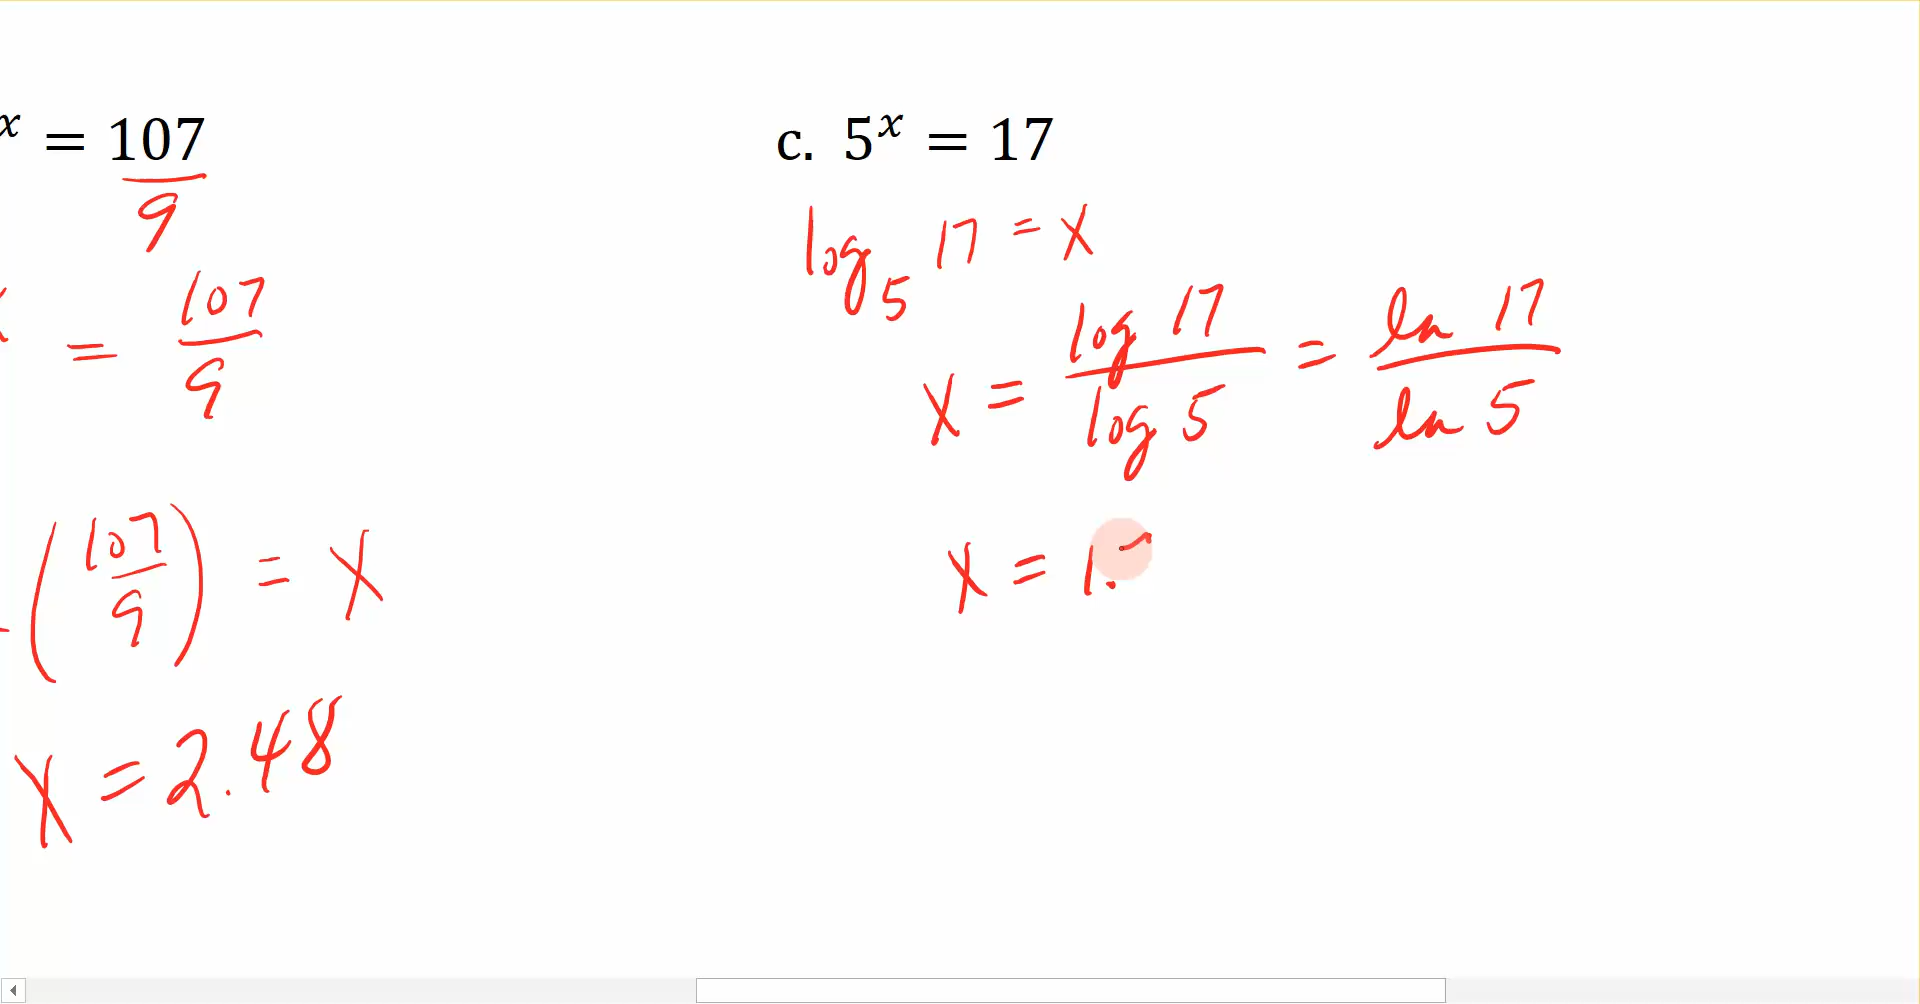 x = 107
9
= 107/9
(107/9) = x
x = 2.48
c. 5^x = 17
log_5 17 = x
x = log 17 / log 5 = ln 17 / ln 5
x = 1.